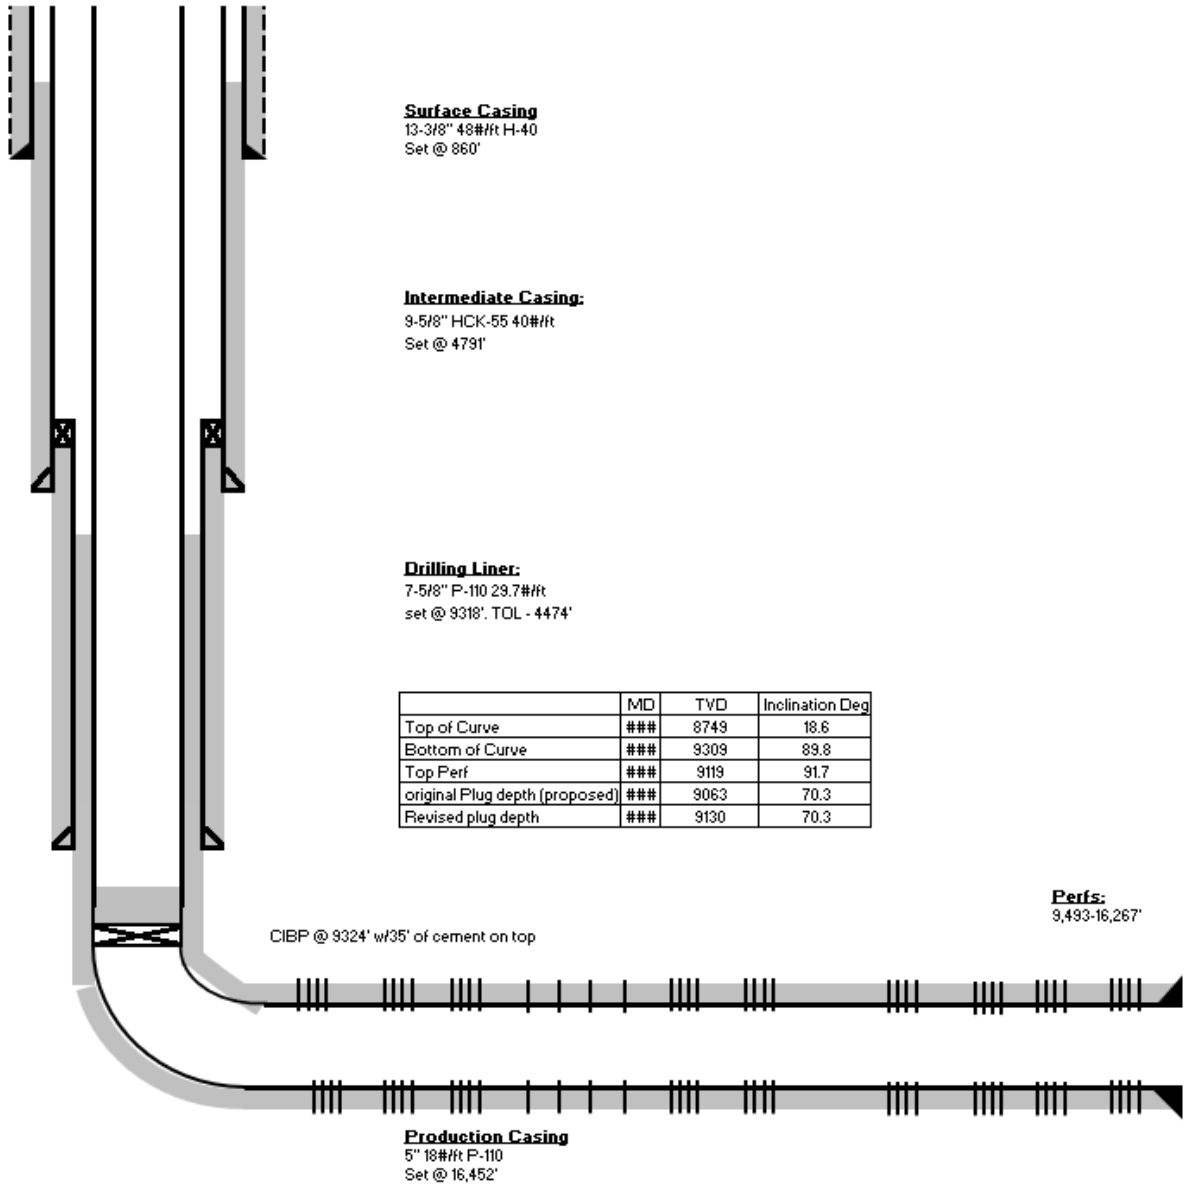 Surface Casing
13-3/8" 48#/ft H-40
Set @ 860'
Intermediate Casing:
9-5/8" HCK-55 40#/ft
Set @ 4791'
Drilling Liner:
7-5/8" P-110 29.7#/ft
set @ 9318'. TOL - 4474'
MD TVD Inclination Deg
Top of Curve ### 8749 18.6
Bottom of Curve ### 9309 89.8
Top Perf ### 9119 91.7
original Plug depth (proposed) ### 9063 70.3
Revised plug depth ### 9130 70.3
Perfs:
9,493-16,267'
CIBP @ 9324' w/35' of cement on top
Production Casing
5" 18#/ft P-110
Set @ 16,452'